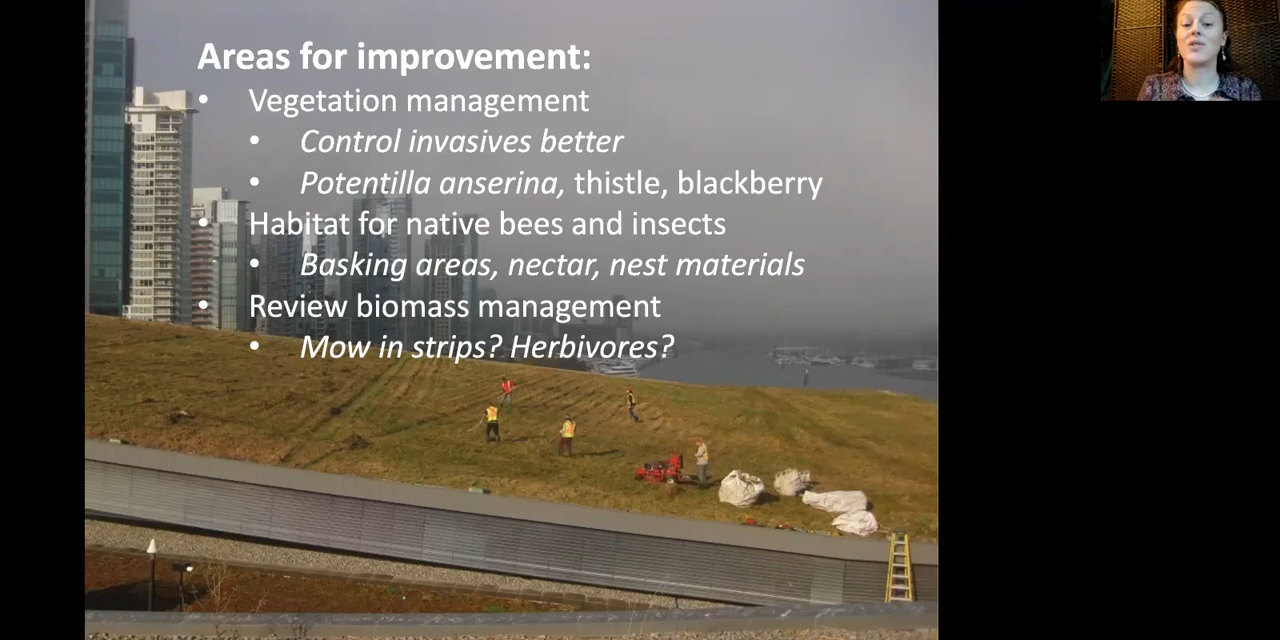 Areas for improvement:
• Vegetation management
• Control invasives better
• Potentilla anserina, thistle, blackberry
• Habitat for native bees and insects
• Basking areas, nectar, nest materials
• Review biomass management
• Mow in strips? Herbivores?